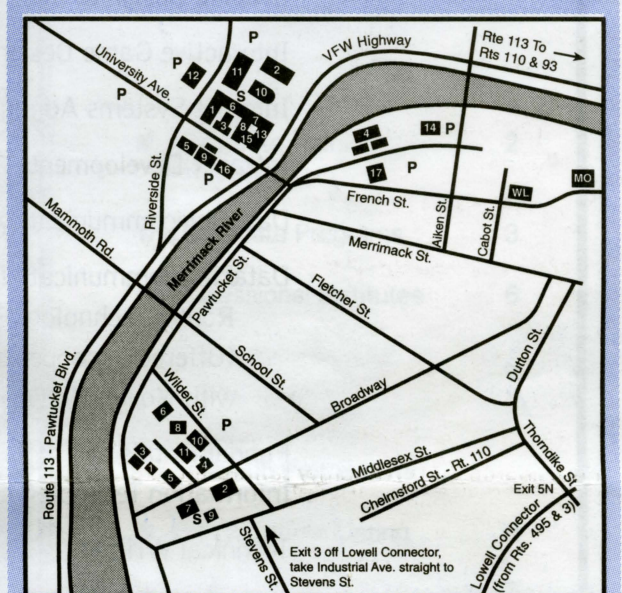 Rte 113 To
Rts 110 & 93
VFW Highway
University Ave.
P
P
P
12
11
2
10
S
6
1
3
8
7
15
13
5
9
16
P
Riverside St.
4
14 P
17
P
French St.
WL
MO
Aiken St.
Cabot St.
Merrimack St.
Merrimack River
Mammoth Rd.
Pawtucket St.
Fletcher St.
School St.
Broadway
Dutton St.
Wilder St.
P
6
8
10
11
3
1
4
5
2
7
S 9
Route 113 - Pawtucket Blvd.
Middlesex St.
Chelmsford St. - Rt. 110
Thorndike St.
Exit 5N
Lowell Connector
(from Rts. 495 & 3)
Stevens St.
Exit 3 off Lowell Connector,
take Industrial Ave. straight to
Stevens St.